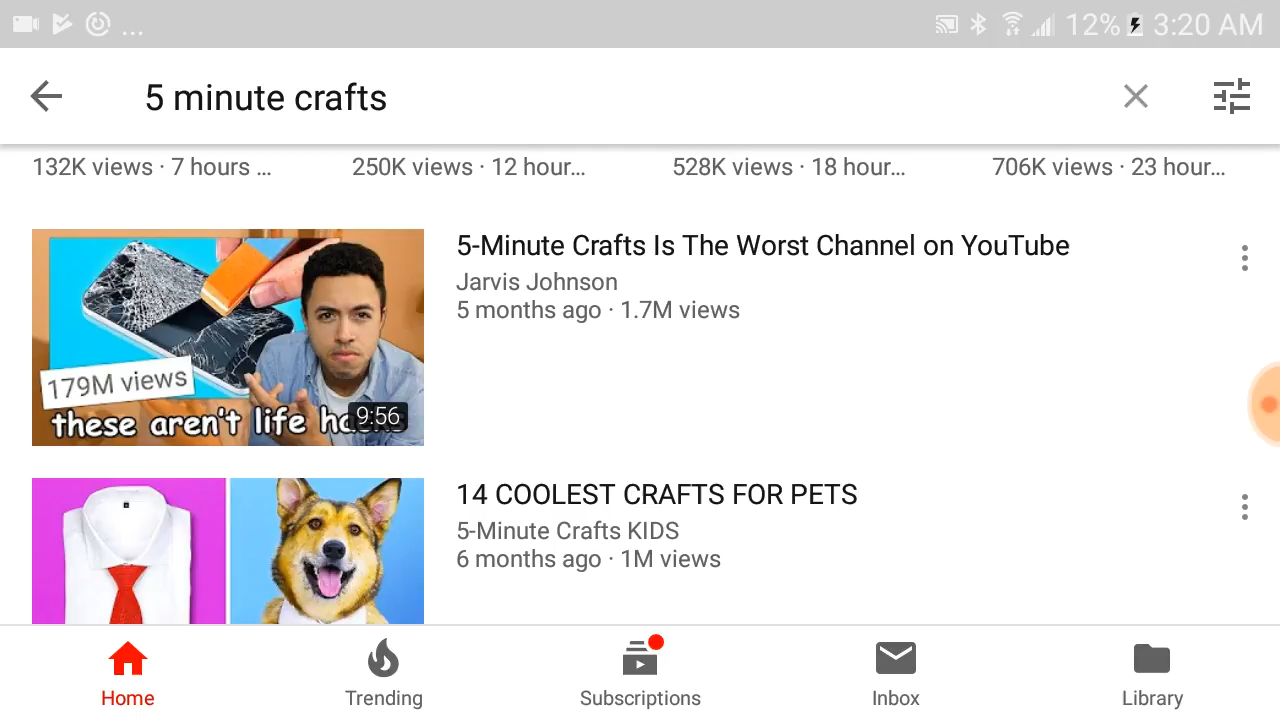 ... 12% 3:20 AM
5 minute crafts
132K views · 7 hours ...
250K views · 12 hour...
528K views · 18 hour...
706K views · 23 hour...
179M views
these aren't life
9:56
5-Minute Crafts Is The Worst Channel on YouTube
Jarvis Johnson
5 months ago · 1.7M views
14 COOLEST CRAFTS FOR PETS
5-Minute Crafts KIDS
6 months ago · 1M views
Home
Trending
Subscriptions
Inbox
Library